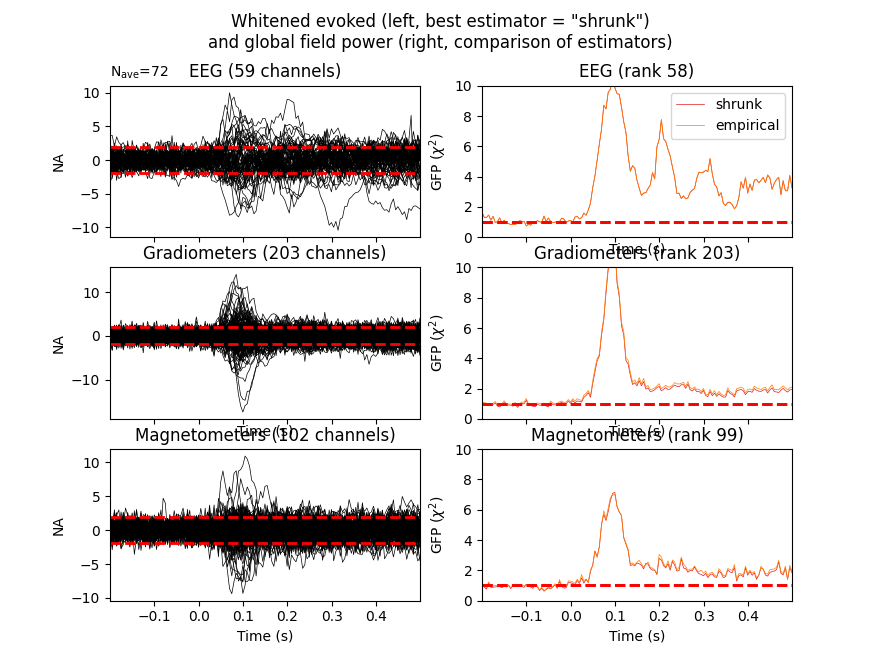 Whitened evoked (left, best estimator = "shrunk")
and global field power (right, comparison of estimators)
Nave=72
EEG (59 channels)
10
5
0
−5
−10
NA
EEG (rank 58)
10
8
6
4
2
0
GFP (χ²)
shrunk
empirical
Time (s)
Gradiometers (203 channels)
10
0
−10
NA
Time (s)
Gradiometers (rank 203)
10
8
6
4
2
0
GFP (χ²)
Time (s)
Magnetometers (102 channels)
10
5
0
−5
−10
NA
−0.1 0.0 0.1 0.2 0.3 0.4
Time (s)
Magnetometers (rank 99)
10
8
6
4
2
0
GFP (χ²)
−0.1 0.0 0.1 0.2 0.3 0.4
Time (s)